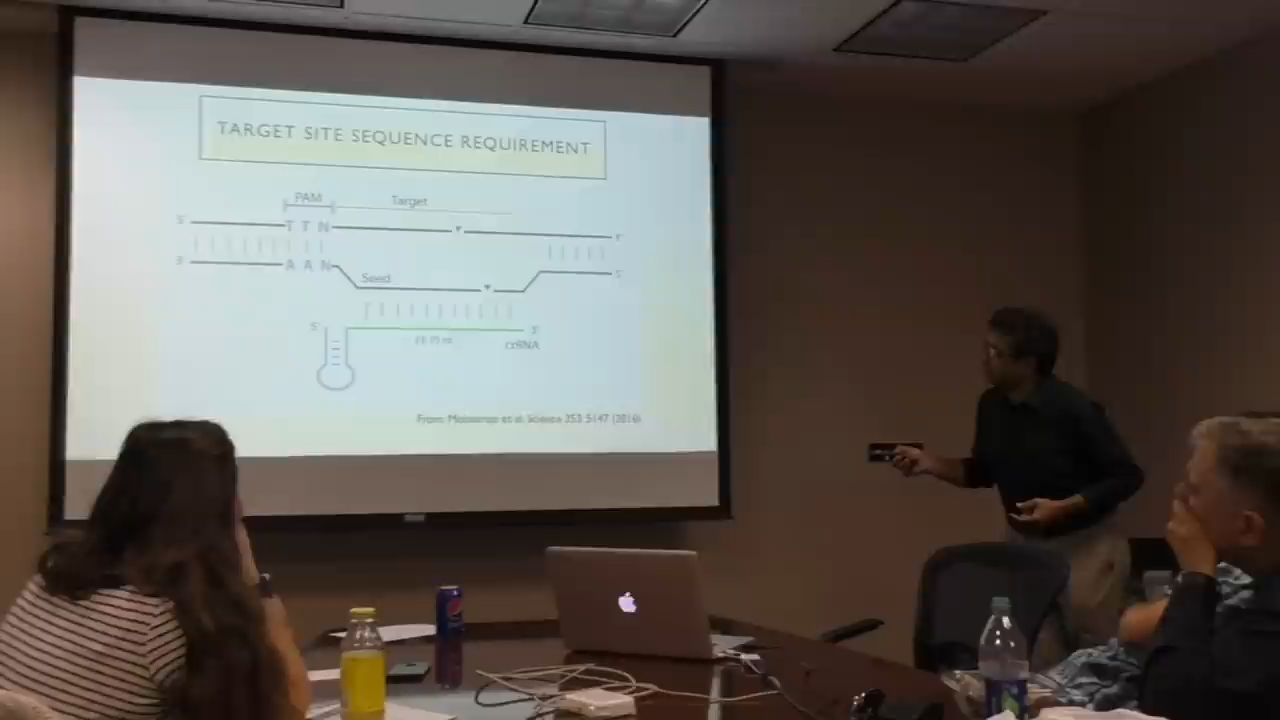 TARGET SITE SEQUENCE REQUIREMENT
PAM
Target
5'
T T N
3'
3'
A A N
5'
Seed
5'
3'
crRNA
From: Mohanraju et al. Science 353: 5147 (2016)